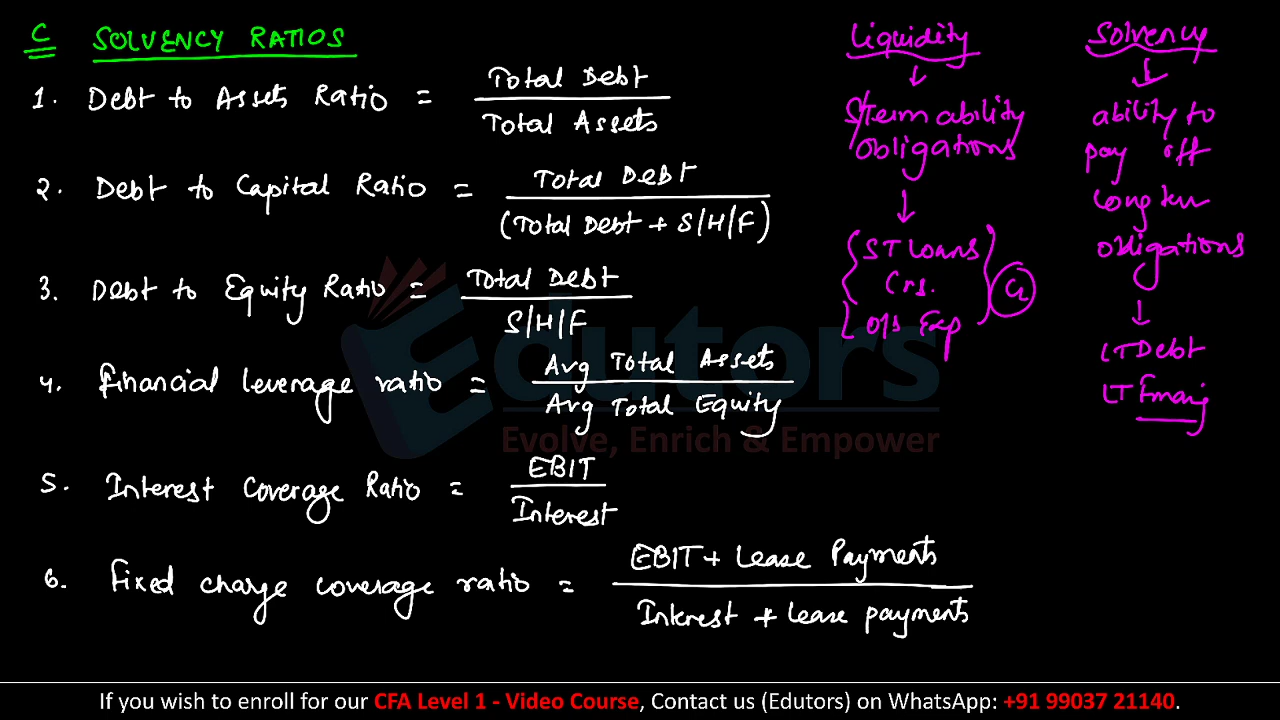 C SOLVENCY RATIOS
1. Debt to Assets Ratio = Total Debt
Total Assets
2. Debt to Capital Ratio = Total Debt
(Total Debt + S/H/F)
3. Debt to Equity Ratio = Total Debt
S/H/F
4. Financial leverage ratio = Avg Total Assets
Avg Total Equity
5. Interest Coverage Ratio = EBIT
Interest
6. Fixed charge coverage ratio = EBIT + Lease Payments
Interest + Lease payments
Liquidity
S/term ability
Obligations
ST Loans
Crs.
O/s Exp
CL
Solvency
ability to
pay off
long term
obligations
LT Debt
LT
Edutors
Evolve, Enrich & Empower
If you wish to enroll for our CFA Level 1 - Video Course, Contact us (Edutors) on WhatsApp: +91 99037 21140.